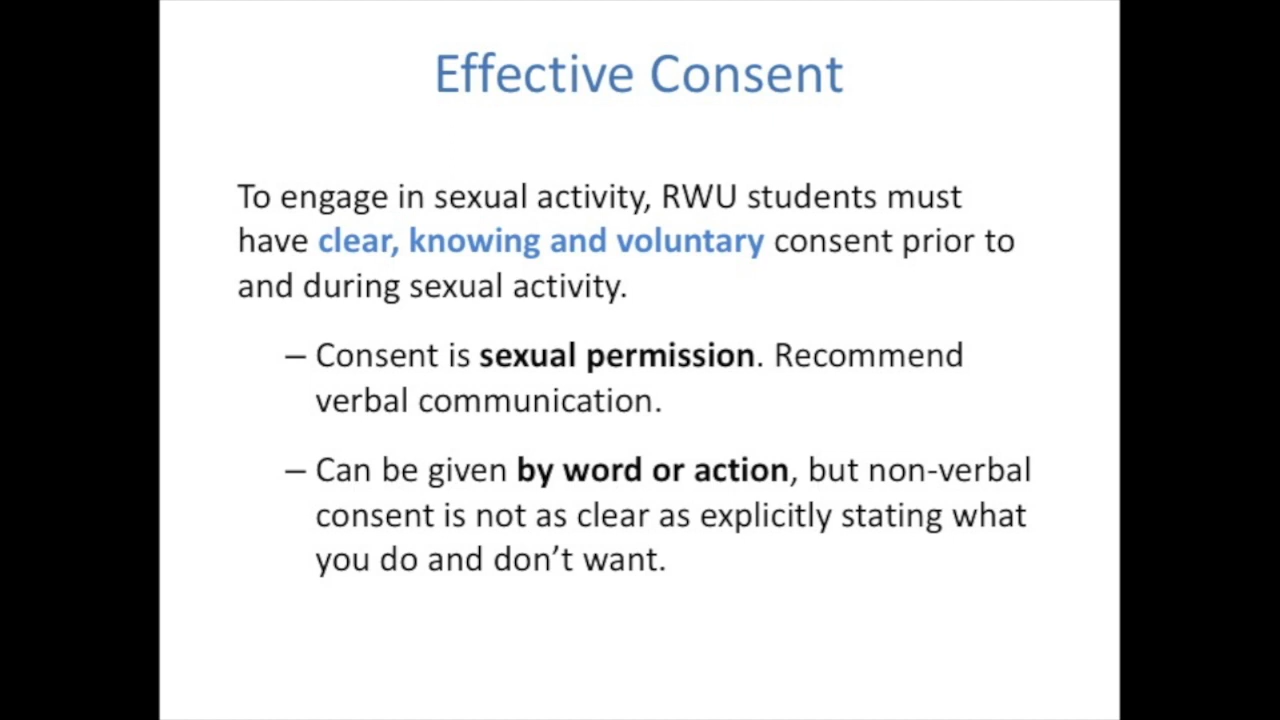 Effective Consent
To engage in sexual activity, RWU students must
have clear, knowing and voluntary consent prior to
and during sexual activity.
– Consent is sexual permission. Recommend
verbal communication.
– Can be given by word or action, but non-verbal
consent is not as clear as explicitly stating what
you do and don’t want.